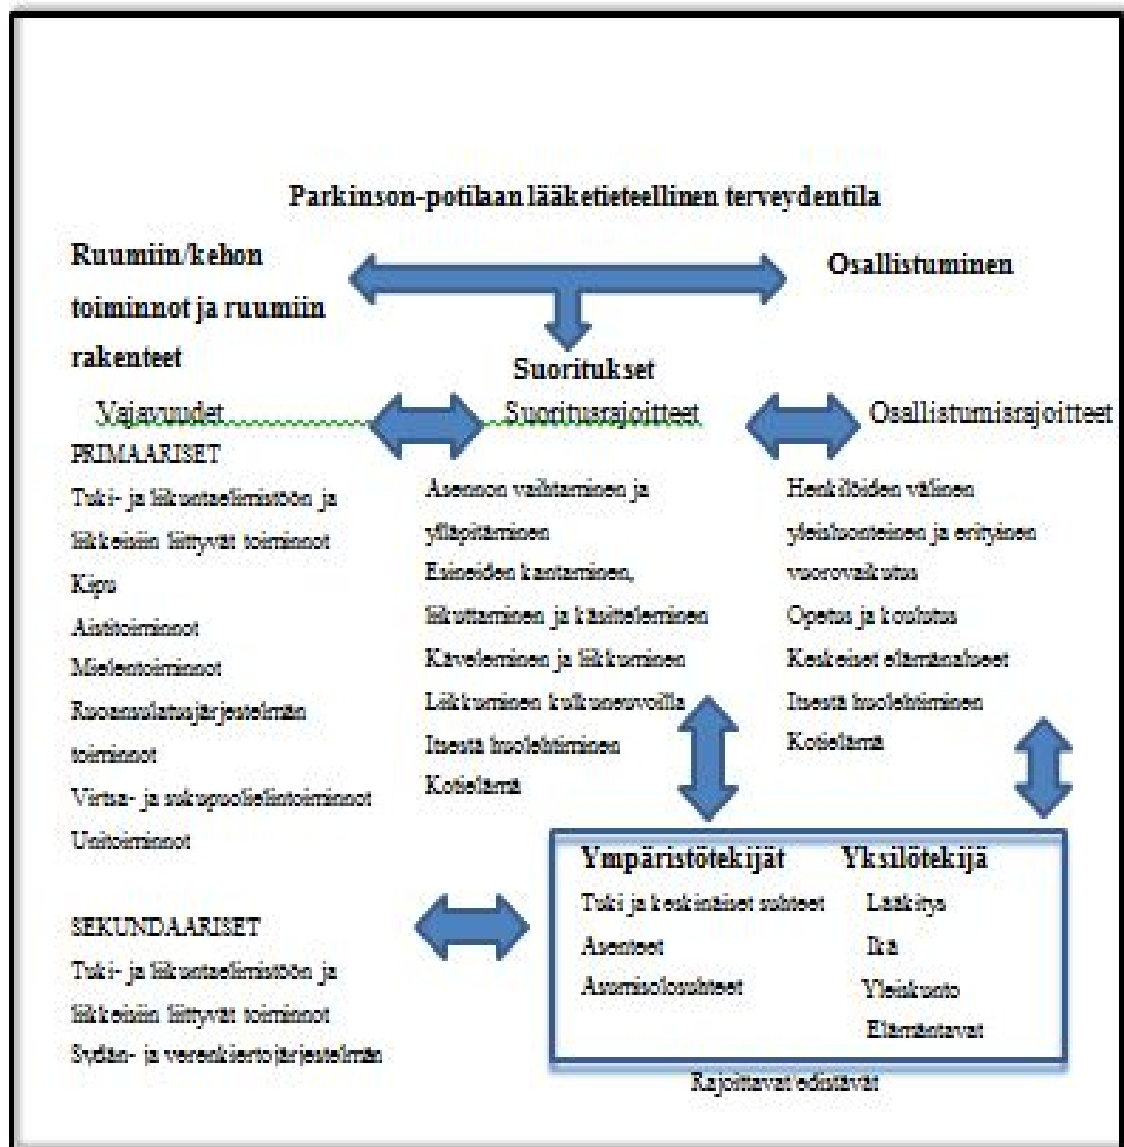 Parkinson-potilaan lääketieteellinen terveydentila
Ruumiin/kehon
toiminnot ja ruumiin
rakenteet
Osallistuminen
Suoritukset
Vajavuudet
Suoritusrajoitteet
Osallistumisrajoitteet
PRIMAARISET
Tuki- ja liikuntaelimistöön ja
liikkeisiin liittyvät toiminnot
Kipu
Aistitoiminnot
Mielentoiminnot
Ruoansulatusjärjestelmän
toiminnot
Virtsa- ja sukupuolielintoiminnot
Unitoiminnot
SEKUNDAARISET
Tuki- ja liikuntaelimistöön ja
liikkeisiin liittyvät toiminnot
Sydän- ja verenkiertojärjestelmän
Asennon vaihtaminen ja
ylläpitäminen
Esineiden kantaminen,
liikuttaminen ja käsitteleminen
Käveleminen ja liikkuminen
Liikkuminen kulkuneuvoilla
Itsestä huolehtiminen
Kotielämä
Henkilöiden välinen
yleisluonteinen ja erityinen
vuorovaikutus
Opetus ja koulutus
Keskeiset elämänalueet
Itsestä huolehtiminen
Kotielämä
Ympäristötekijät
Tuki ja keskinäiset suhteet
Asenteet
Asumisolosuhteet
Yksilötekijä
Lääkitys
Ikä
Yleiskunto
Elämäntavat
Rajoittavat/edistävät